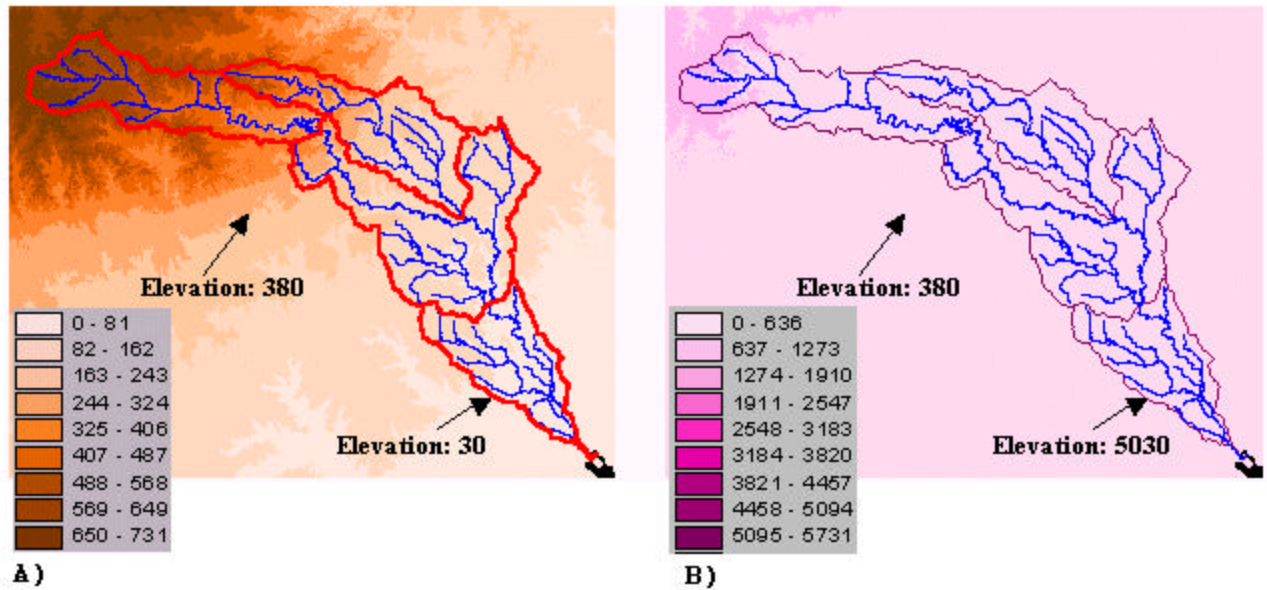 Elevation: 380
Elevation: 30
0 - 81
82 - 162
163 - 243
244 - 324
325 - 406
407 - 487
488 - 568
569 - 649
650 - 731
A)
Elevation: 380
Elevation: 5030
0 - 636
637 - 1273
1274 - 1910
1911 - 2547
2548 - 3183
3184 - 3820
3821 - 4457
4458 - 5094
5095 - 5731
B)